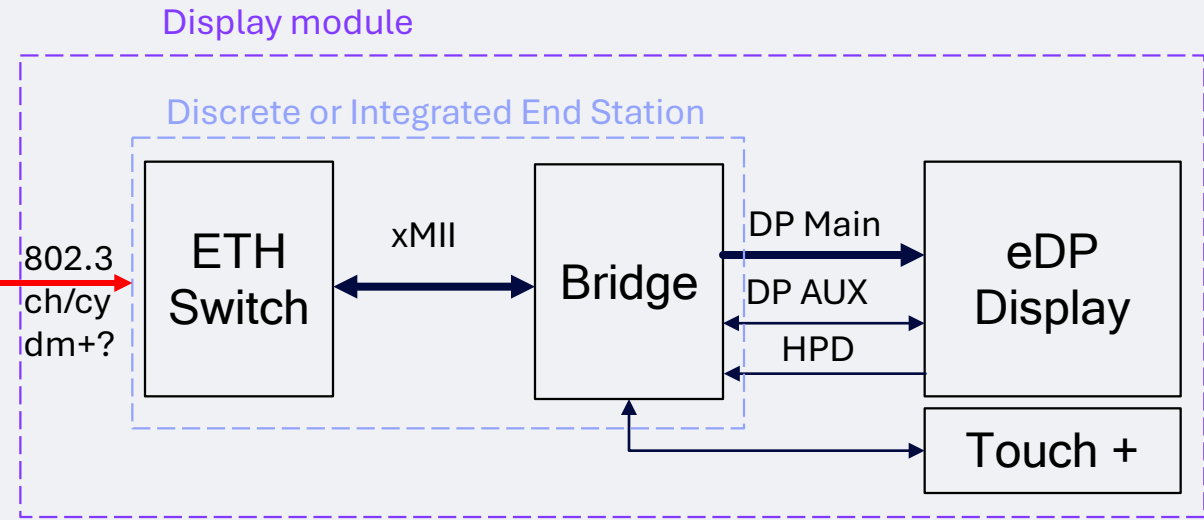 Display module
Discrete or Integrated End Station
802.3
ch/cy
dm+?
ETH
Switch
xMII
Bridge
DP Main
DP AUX
HPD
eDP
Display
Touch +